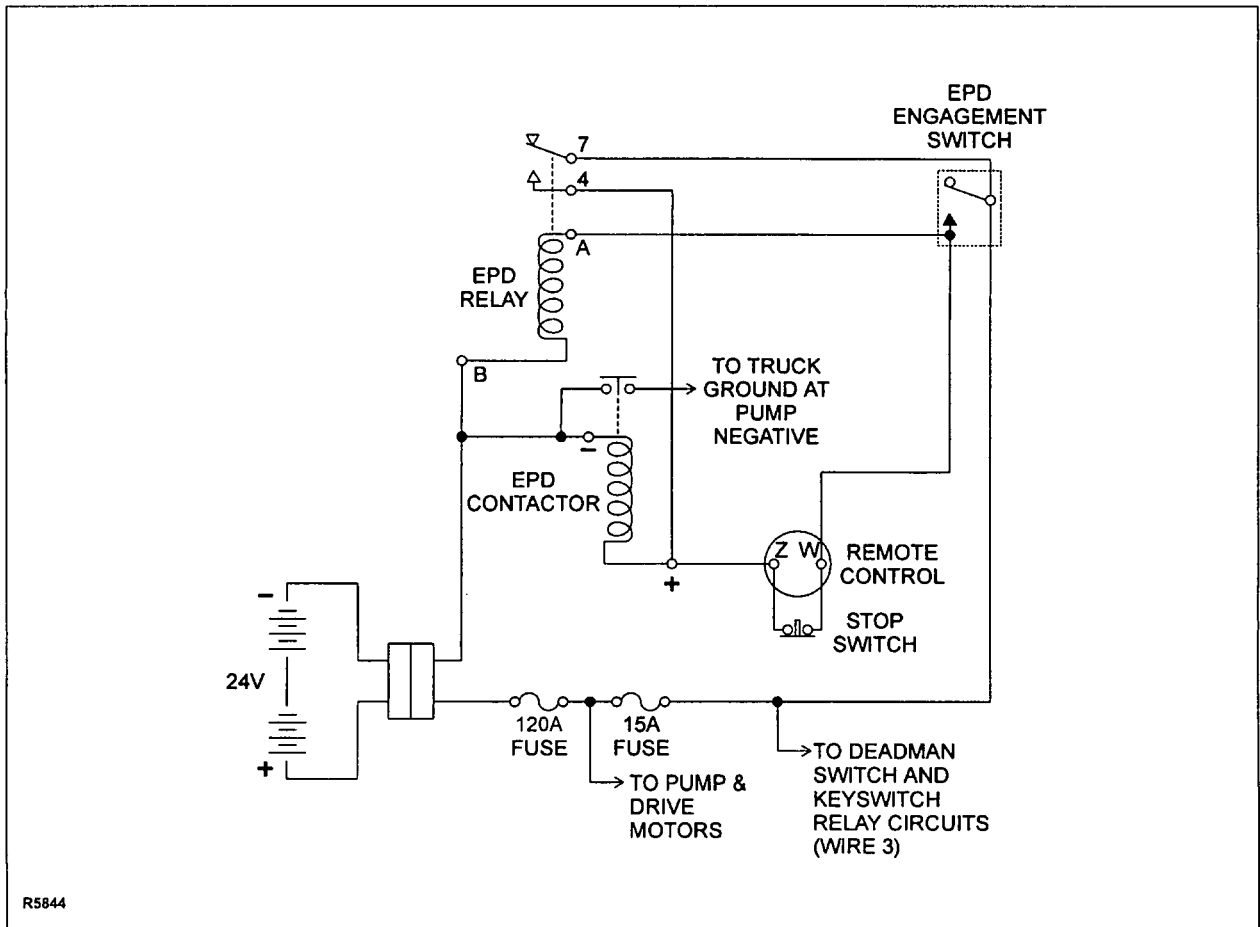 EPD
ENGAGEMENT
SWITCH
7
4
A
EPD
RELAY
B
TO TRUCK
GROUND AT
PUMP
NEGATIVE
-
EPD
CONTACTOR
Z W
REMOTE
CONTROL
+
STOP
SWITCH
-
24V
+
120A
FUSE
15A
FUSE
TO PUMP &
DRIVE
MOTORS
TO DEADMAN
SWITCH AND
KEYSWITCH
RELAY CIRCUITS
(WIRE 3)
R5844